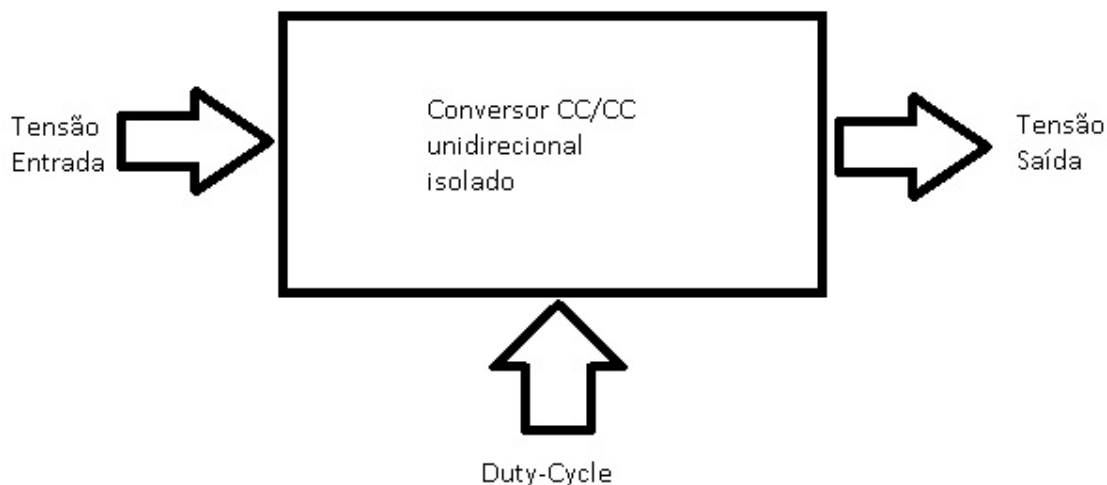 Tensão
Entrada
Conversor CC/CC
unidirecional
isolado
Tensão
Saída
Duty-Cycle